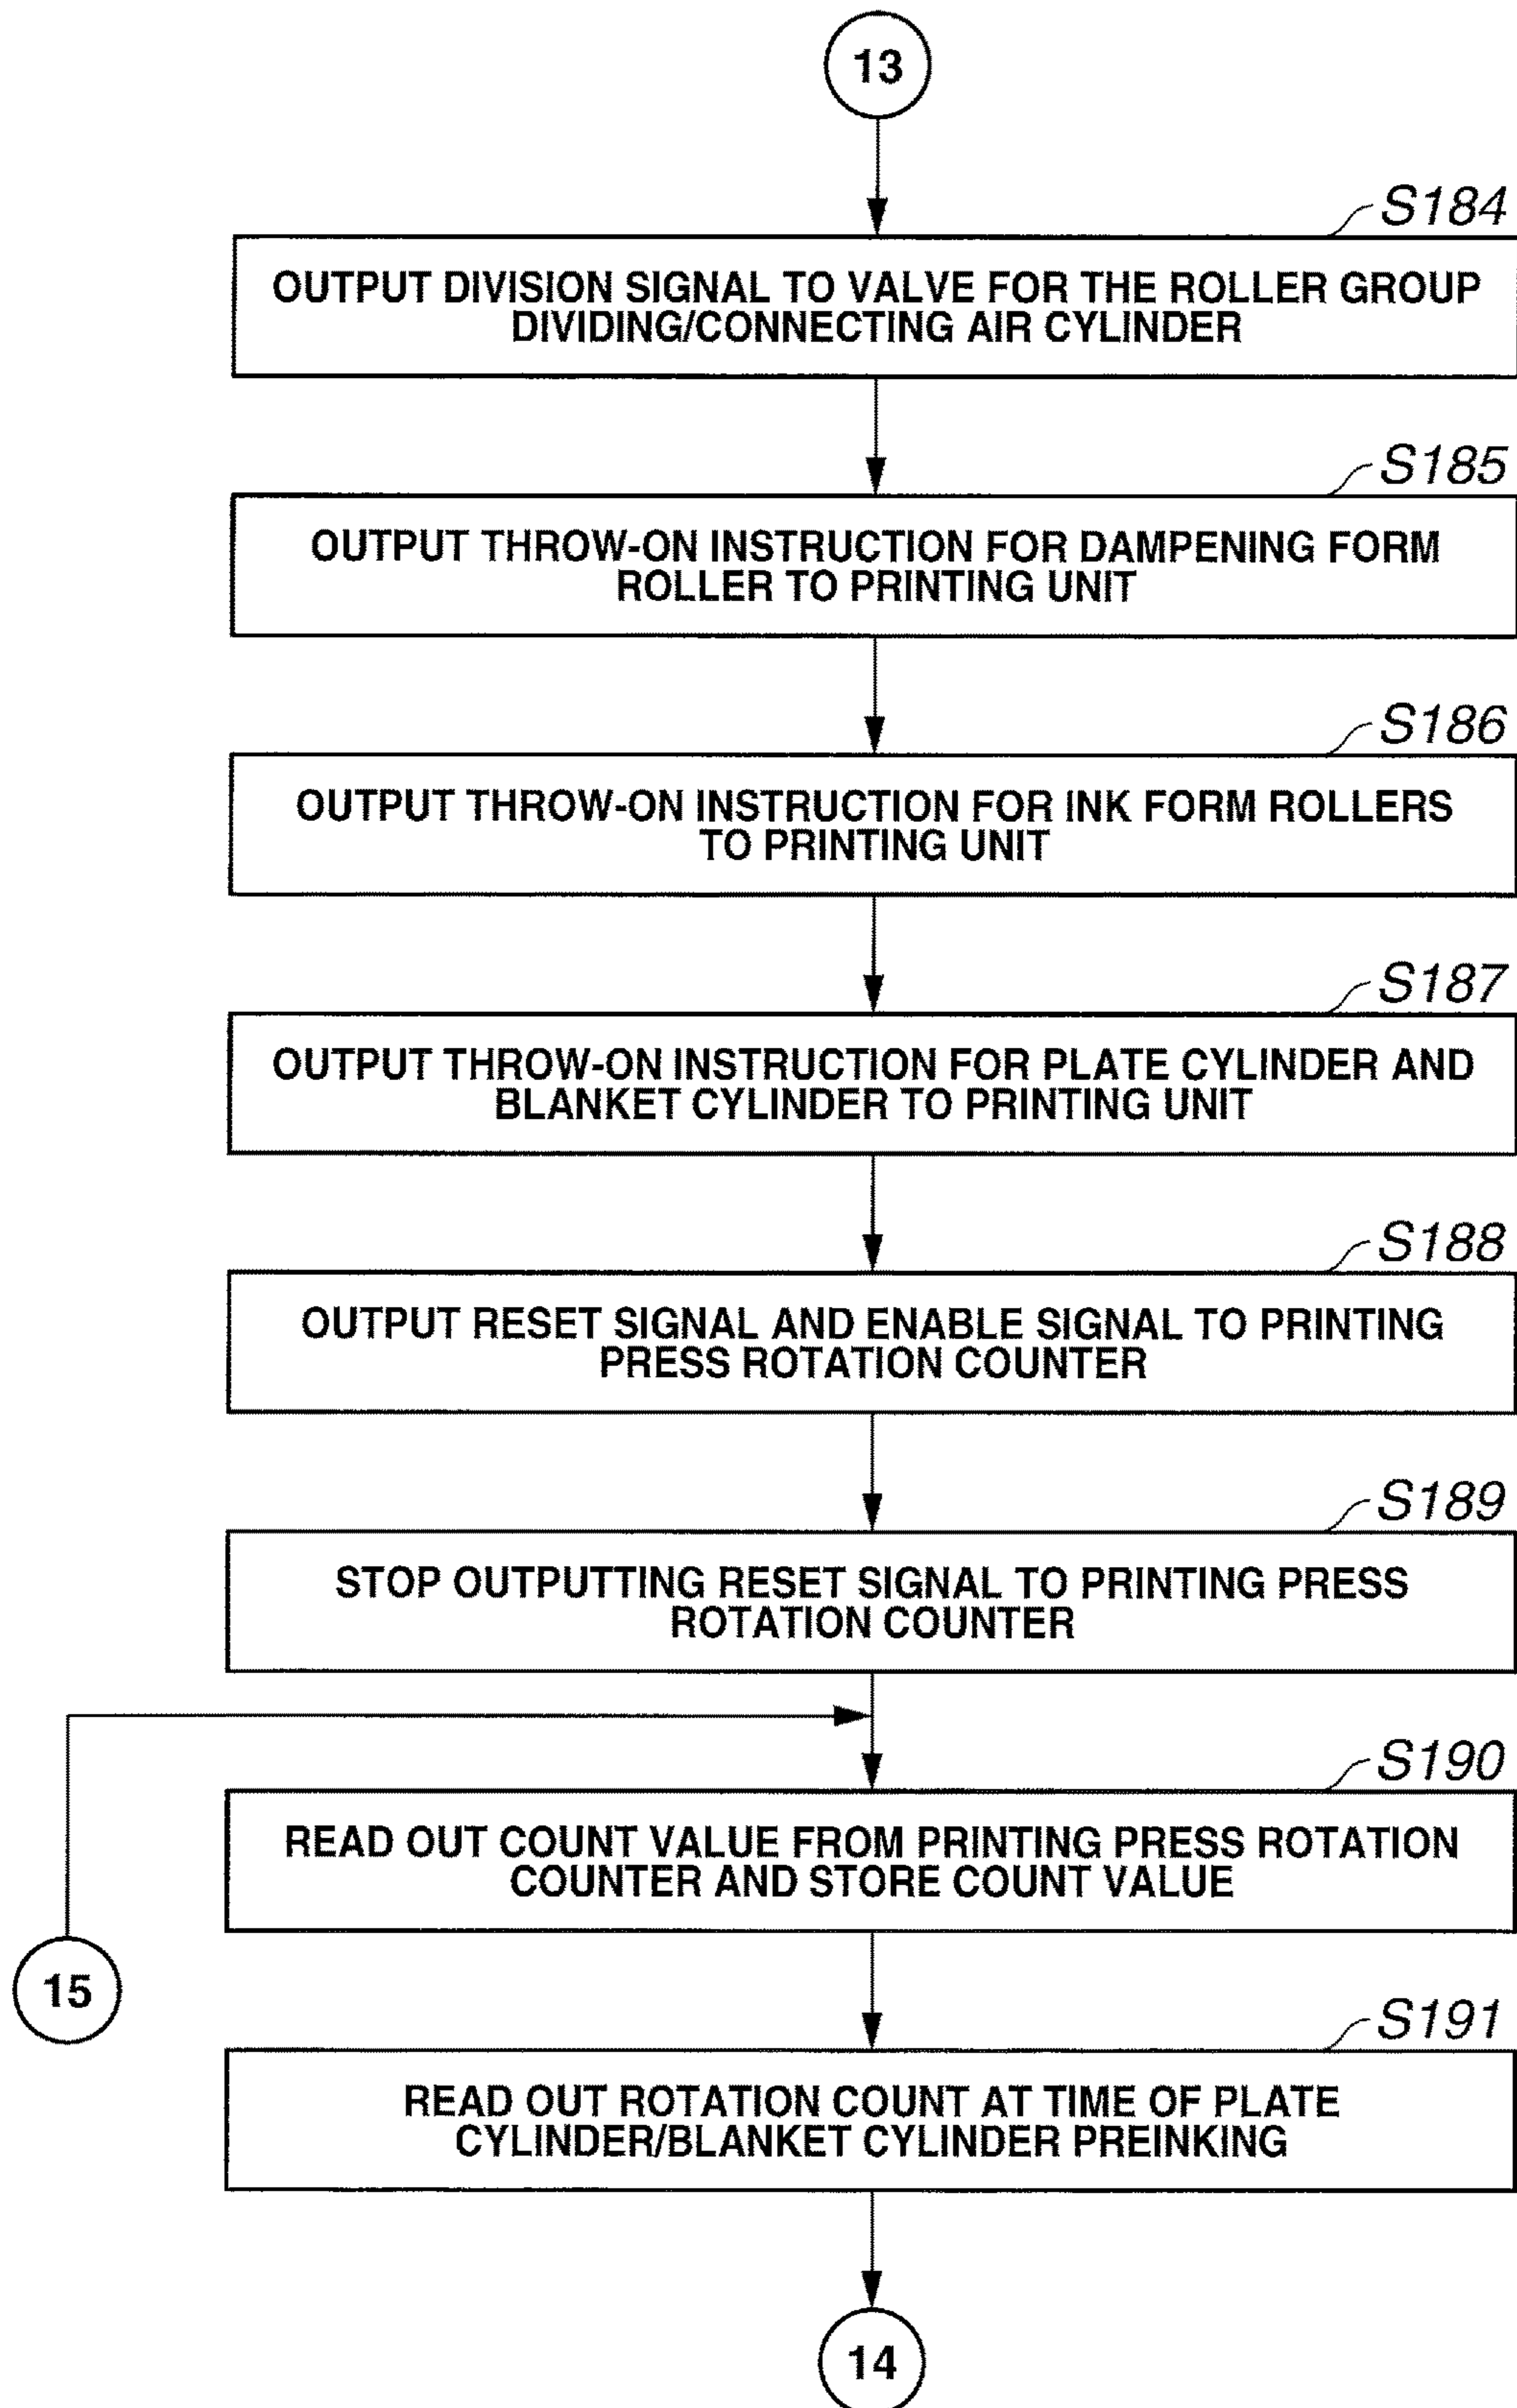 13
S184
OUTPUT DIVISION SIGNAL TO VALVE FOR THE ROLLER GROUP
DIVIDING/CONNECTING AIR CYLINDER
S185
OUTPUT THROW-ON INSTRUCTION FOR DAMPENING FORM
ROLLER TO PRINTING UNIT
S186
OUTPUT THROW-ON INSTRUCTION FOR INK FORM ROLLERS
TO PRINTING UNIT
S187
OUTPUT THROW-ON INSTRUCTION FOR PLATE CYLINDER AND
BLANKET CYLINDER TO PRINTING UNIT
S188
OUTPUT RESET SIGNAL AND ENABLE SIGNAL TO PRINTING
PRESS ROTATION COUNTER
S189
STOP OUTPUTTING RESET SIGNAL TO PRINTING PRESS
ROTATION COUNTER
S190
READ OUT COUNT VALUE FROM PRINTING PRESS ROTATION
COUNTER AND STORE COUNT VALUE
15
S191
READ OUT ROTATION COUNT AT TIME OF PLATE
CYLINDER/BLANKET CYLINDER PREINKING
14